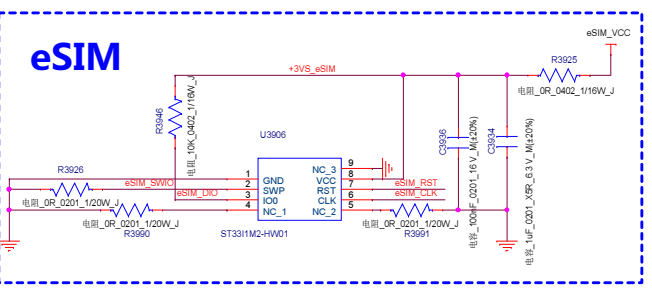 eSIM
eSIM_VCC
R3925
+3VS_eSIM
电阻_0R_0402_1/16W_J
R3946
电阻_10K_0402_1/16W_J
U3906
C3936
电容_100nF_0201_16 V_M(±20%)
C3934
电容_1uF_0201_X5R_6.3 V_M(±20%)
R3926
电阻_0R_0201_1/20W_J
eSIM_SWIO
eSIM_DIO
1 GND
2 SWP
3 IO0
4 NC_1
NC_3 9
VCC 8
RST 7
CLK 6
NC_2 5
eSIM_RST
eSIM_CLK
电阻_0R_0201_1/20W_J
R3990
ST33I1M2-HW01
电阻_0R_0201_1/20W_J
R3991